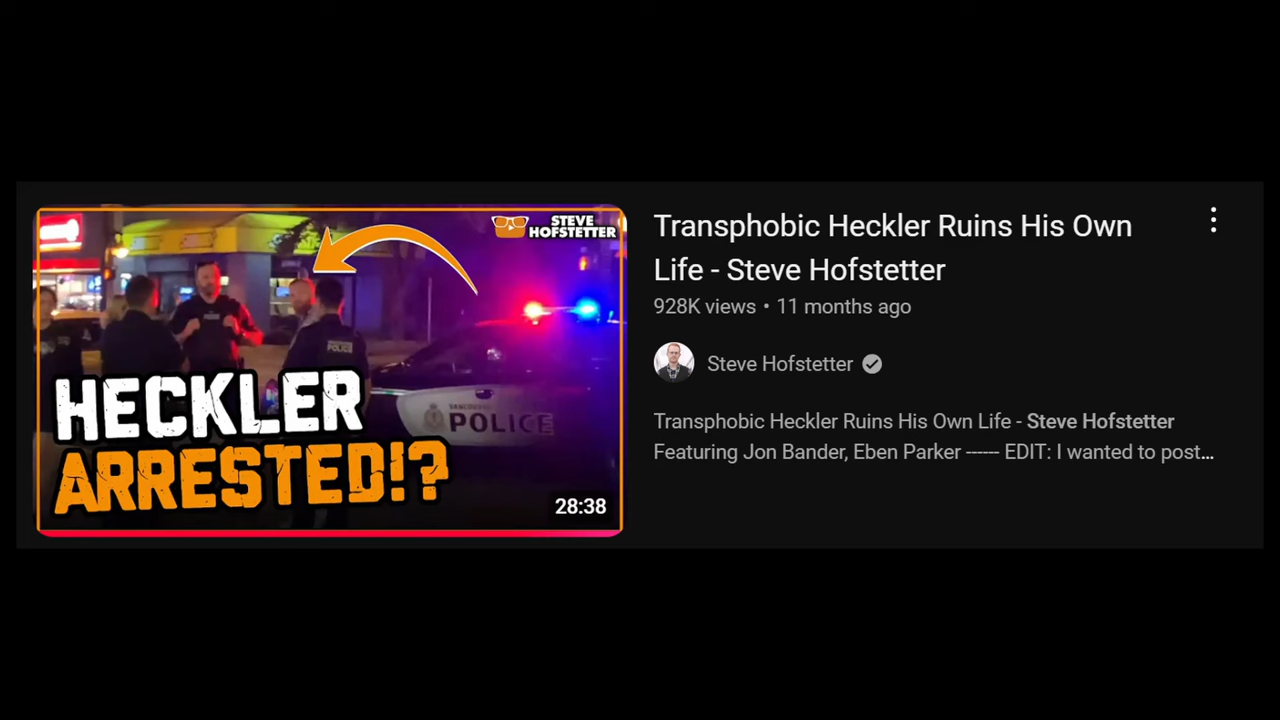 STEVE
HOFSTETTER
POLICE
POLICE
HECKLER
ARRESTED!?
28:38
Transphobic Heckler Ruins His Own
Life - Steve Hofstetter
928K views • 11 months ago
Steve Hofstetter
Transphobic Heckler Ruins His Own Life - Steve Hofstetter
Featuring Jon Bander, Eben Parker ------ EDIT: I wanted to post...